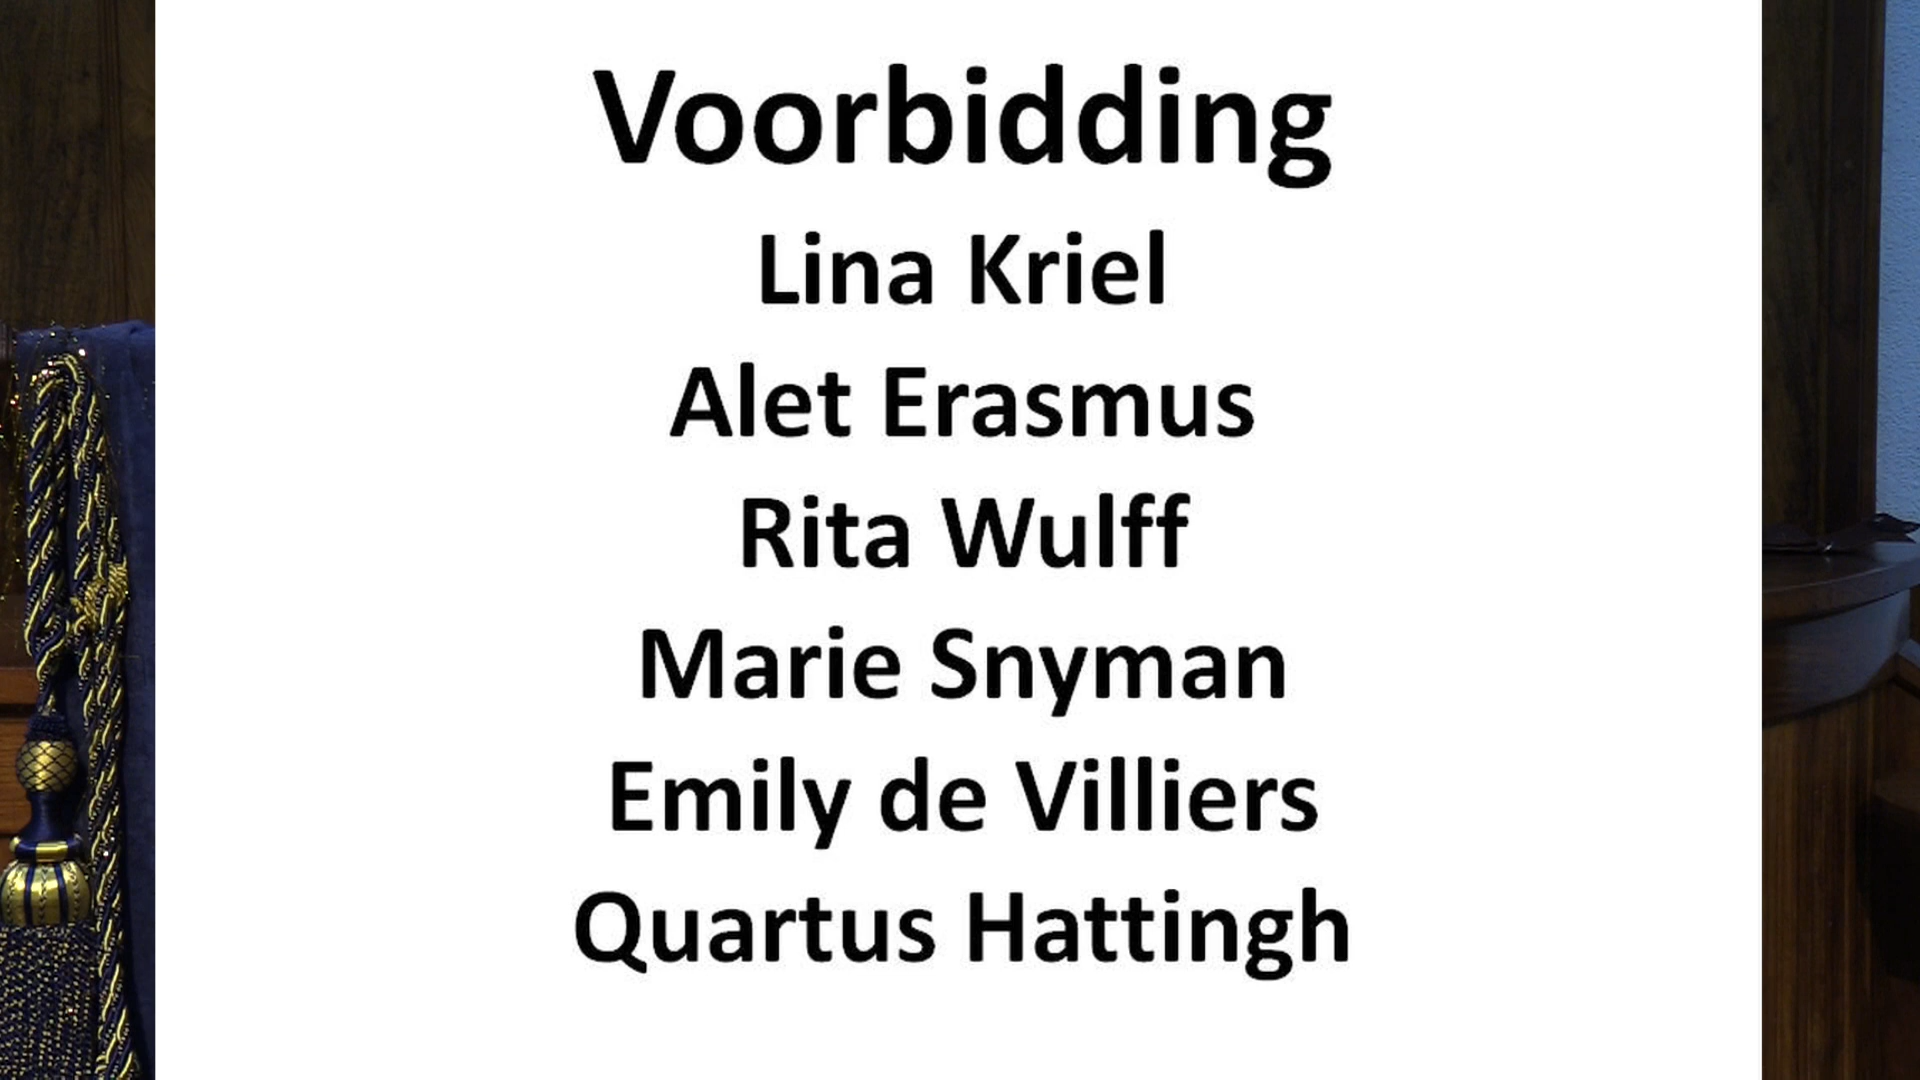 Voorbidding
Lina Kriel
Alet Erasmus
Rita Wulff
Marie Snyman
Emily de Villiers
Quartus Hattingh